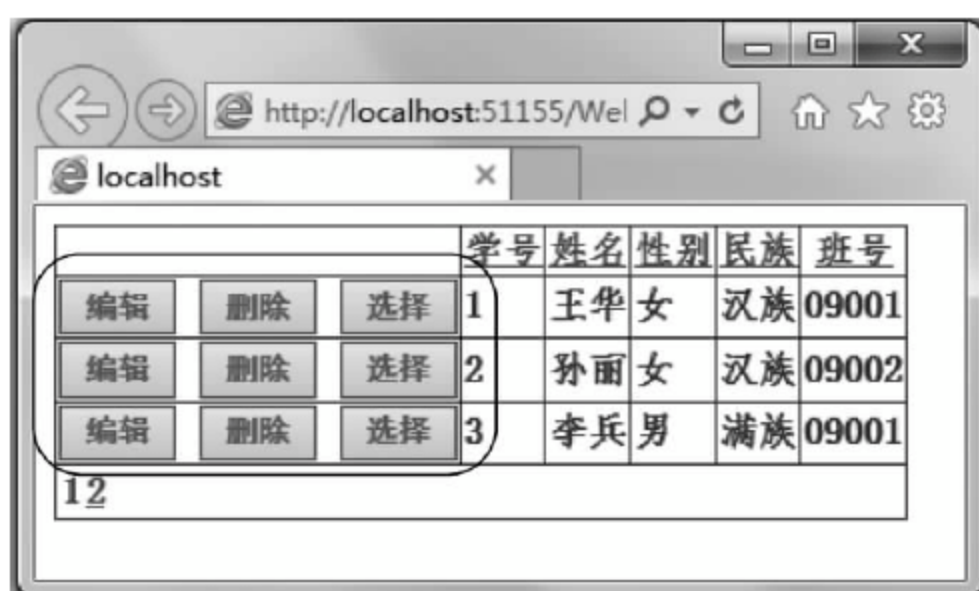 http://localhost:51155/Wel
localhost
学号 姓名 性别 民族 班号
编辑 删除 选择 1 王华 女 汉族 09001
编辑 删除 选择 2 孙丽 女 汉族 09002
编辑 删除 选择 3 李兵 男 满族 09001
12